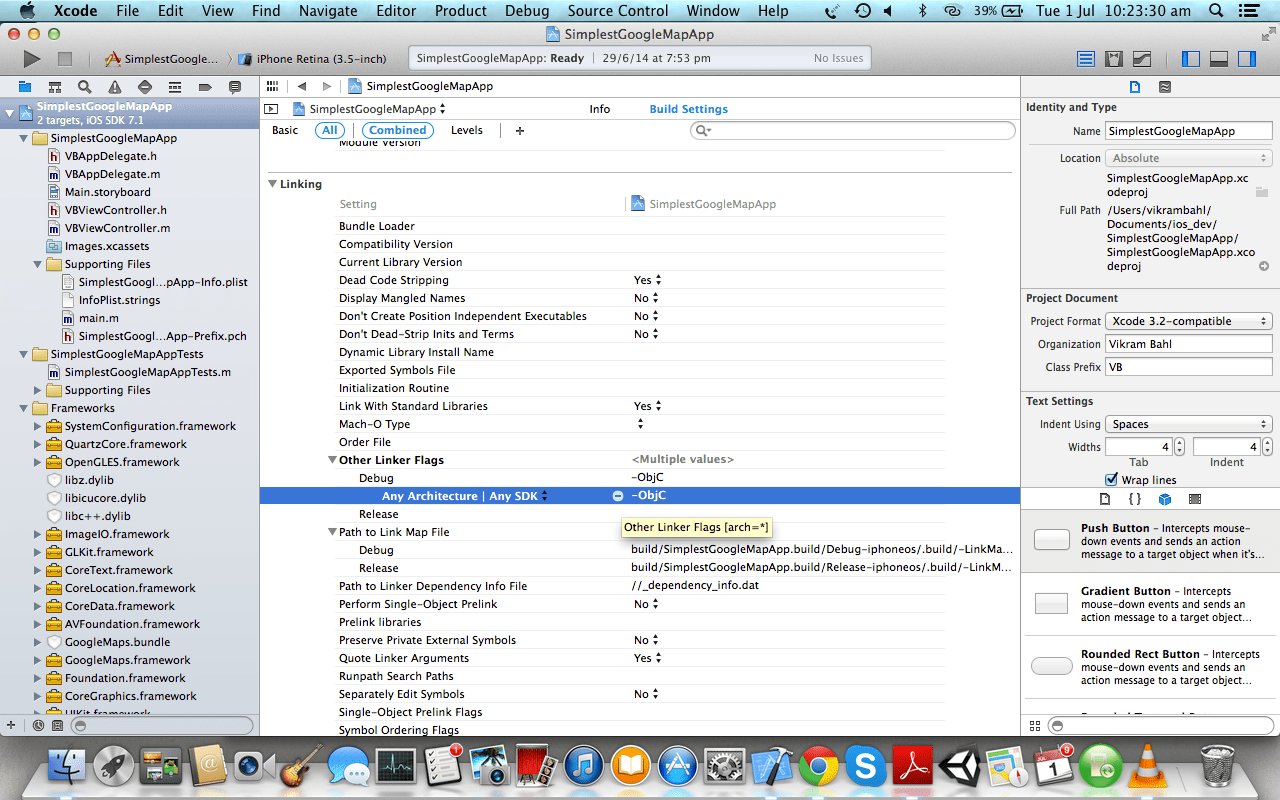 Xcode File Edit View Find Navigate Editor Product Debug Source Control Window Help 39% Tue 1 Jul 10:23:30 am
SimplestGoogleMapApp
SimplestGoogle... iPhone Retina (3.5-inch)
SimplestGoogleMapApp: Ready | 29/6/14 at 7:53 pm No Issues
SimplestGoogleMapApp
2 targets, iOS SDK 7.1
SimplestGoogleMapApp
VBAppDelegate.h
VBAppDelegate.m
Main.storyboard
VBViewController.h
VBViewController.m
Images.xcassets
Supporting Files
SimplestGoogl...pApp-Info.plist
InfoPlist.strings
main.m
SimplestGoogl...App-Prefix.pch
SimplestGoogleMapAppTests
SimplestGoogleMapAppTests.m
Supporting Files
Frameworks
SystemConfiguration.framework
QuartzCore.framework
OpenGLES.framework
libz.dylib
libicucore.dylib
libc++.dylib
ImageIO.framework
GLKit.framework
CoreText.framework
CoreLocation.framework
CoreData.framework
AVFoundation.framework
GoogleMaps.bundle
GoogleMaps.framework
Foundation.framework
CoreGraphics.framework
UIKit.framework
SimplestGoogleMapApp
SimplestGoogleMapApp Info Build Settings
Basic All Combined Levels +
Module Version
Linking
Setting SimplestGoogleMapApp
Bundle Loader
Compatibility Version
Current Library Version
Dead Code Stripping Yes
Display Mangled Names No
Don't Create Position Independent Executables No
Don't Dead-Strip Inits and Terms No
Dynamic Library Install Name
Exported Symbols File
Initialization Routine
Link With Standard Libraries Yes
Mach-O Type
Order File
Other Linker Flags <Multiple values>
Debug -ObjC
Any Architecture | Any SDK -ObjC
Release
Other Linker Flags [arch=*]
Path to Link Map File
Debug build/SimplestGoogleMapApp.build/Debug-iphoneos/.build/-LinkMa...
Release build/SimplestGoogleMapApp.build/Release-iphoneos/.build/-LinkM...
Path to Linker Dependency Info File //_dependency_info.dat
Perform Single-Object Prelink No
Prelink libraries
Preserve Private External Symbols No
Quote Linker Arguments Yes
Runpath Search Paths
Separately Edit Symbols No
Single-Object Prelink Flags
Symbol Ordering Flags
Identity and Type
Name SimplestGoogleMapApp
Location Absolute
SimplestGoogleMapApp.xc
odeproj
Full Path /Users/vikrambahl/
Documents/ios_dev/
SimplestGoogleMapApp/
SimplestGoogleMapApp.xco
deproj
Project Document
Project Format Xcode 3.2-compatible
Organization Vikram Bahl
Class Prefix VB
Text Settings
Indent Using Spaces
Widths 4 4
Tab Indent
Wrap lines
{ }
Push Button - Intercepts mouse-
down events and sends an action
message to a target object when it's...
Gradient Button - Intercepts
mouse-down events and sends an
action message to a target object...
Rounded Rect Button - Intercepts
mouse-down events and sends an
action message to a target object...
1
9
1